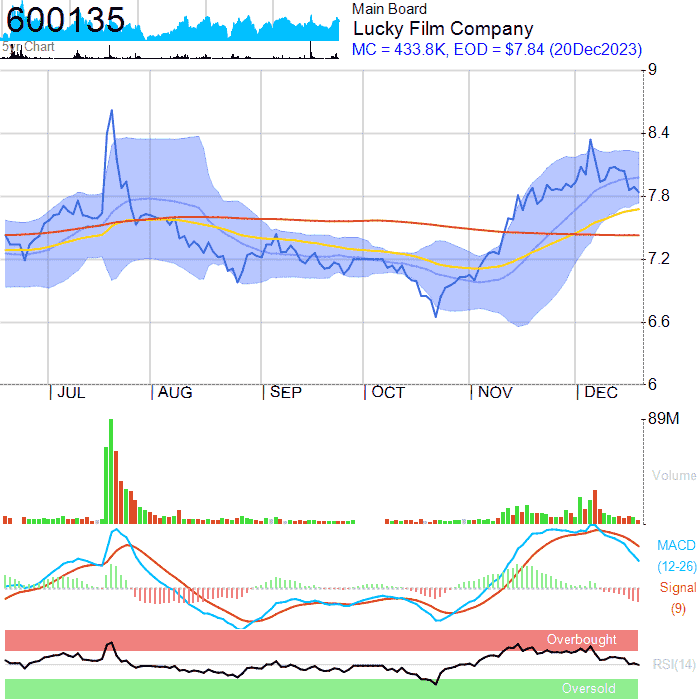 600135
5yr Chart
Main Board
Lucky Film Company
MC = 433.8K, EOD = $7.84 (20Dec2023)
9
8.4
7.8
7.2
6.6
6
JUL AUG SEP OCT NOV DEC
89M
Volume
MACD
(12-26)
Signal
(9)
Overbought
RSI(14)
Oversold